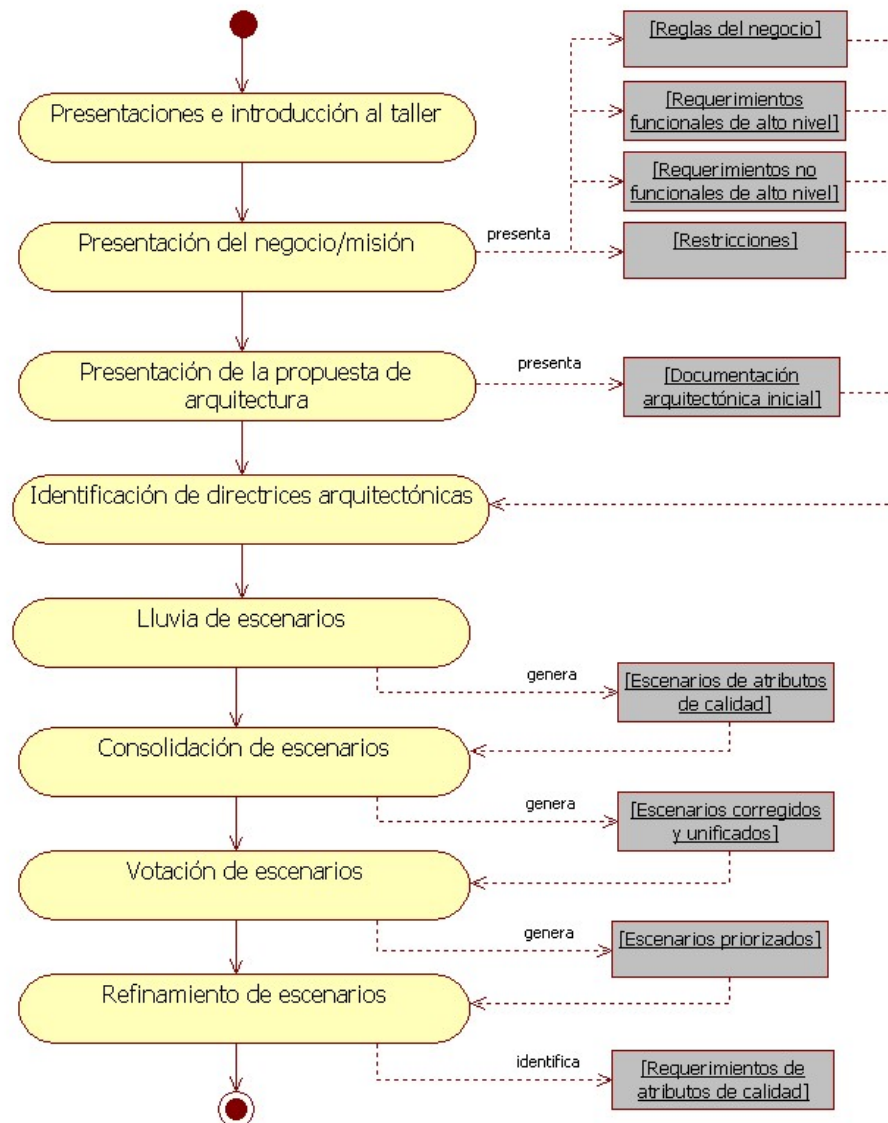 [Reglas del negocio]
Presentaciones e introducción al taller
[Requerimientos
funcionales de alto nivel]
[Requerimientos no
funcionales de alto nivel]
Presentación del negocio/misión
presenta
[Restricciones]
Presentación de la propuesta de
arquitectura
presenta
[Documentación
arquitectónica inicial]
Identificación de directrices arquitectónicas
Lluvia de escenarios
genera
[Escenarios de atributos
de calidad]
Consolidación de escenarios
genera
[Escenarios corregidos
y unificados]
Votación de escenarios
genera
[Escenarios priorizados]
Refinamiento de escenarios
identifica
[Requerimientos de
atributos de calidad]